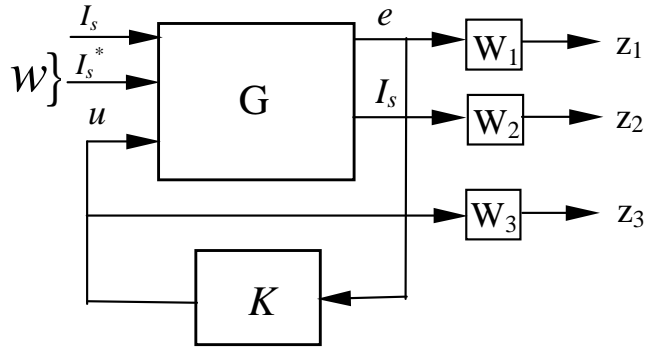 I_s e W_1 z_1
w} I_s^* G
u I_s W_2 z_2
W_3 z_3
K